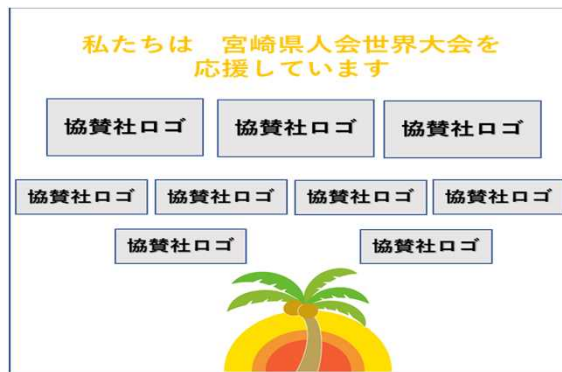 私たちは　宮崎県人会世界大会を
応援しています
協賛社ロゴ　協賛社ロゴ　協賛社ロゴ
協賛社ロゴ　協賛社ロゴ　協賛社ロゴ　協賛社ロゴ
協賛社ロゴ　協賛社ロゴ